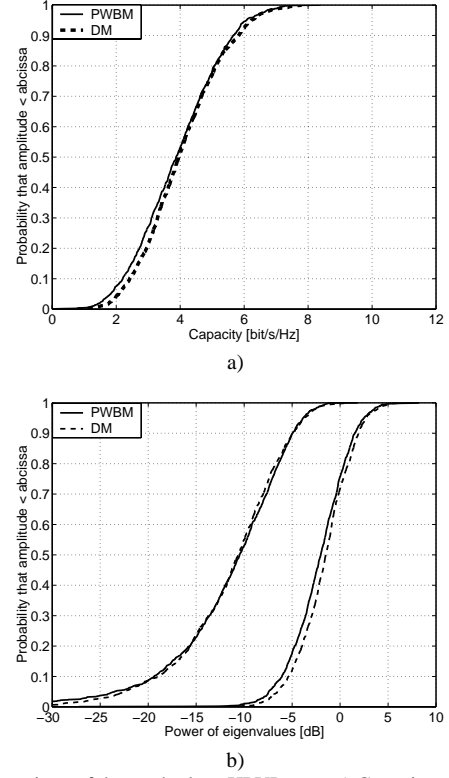 1
0.9
0.8
0.7
0.6
0.5
0.4
0.3
0.2
0.1
0
Probability that amplitude < abcissa
PWBM
DM
0 2 4 6 8 10 12
Capacity [bit/s/Hz]
a)
1
0.9
0.8
0.7
0.6
0.5
0.4
0.3
0.2
0.1
0
Probability that amplitude < abcissa
PWBM
DM
−30 −25 −20 −15 −10 −5 0 5 10
Power of eigenvalues [dB]
b)